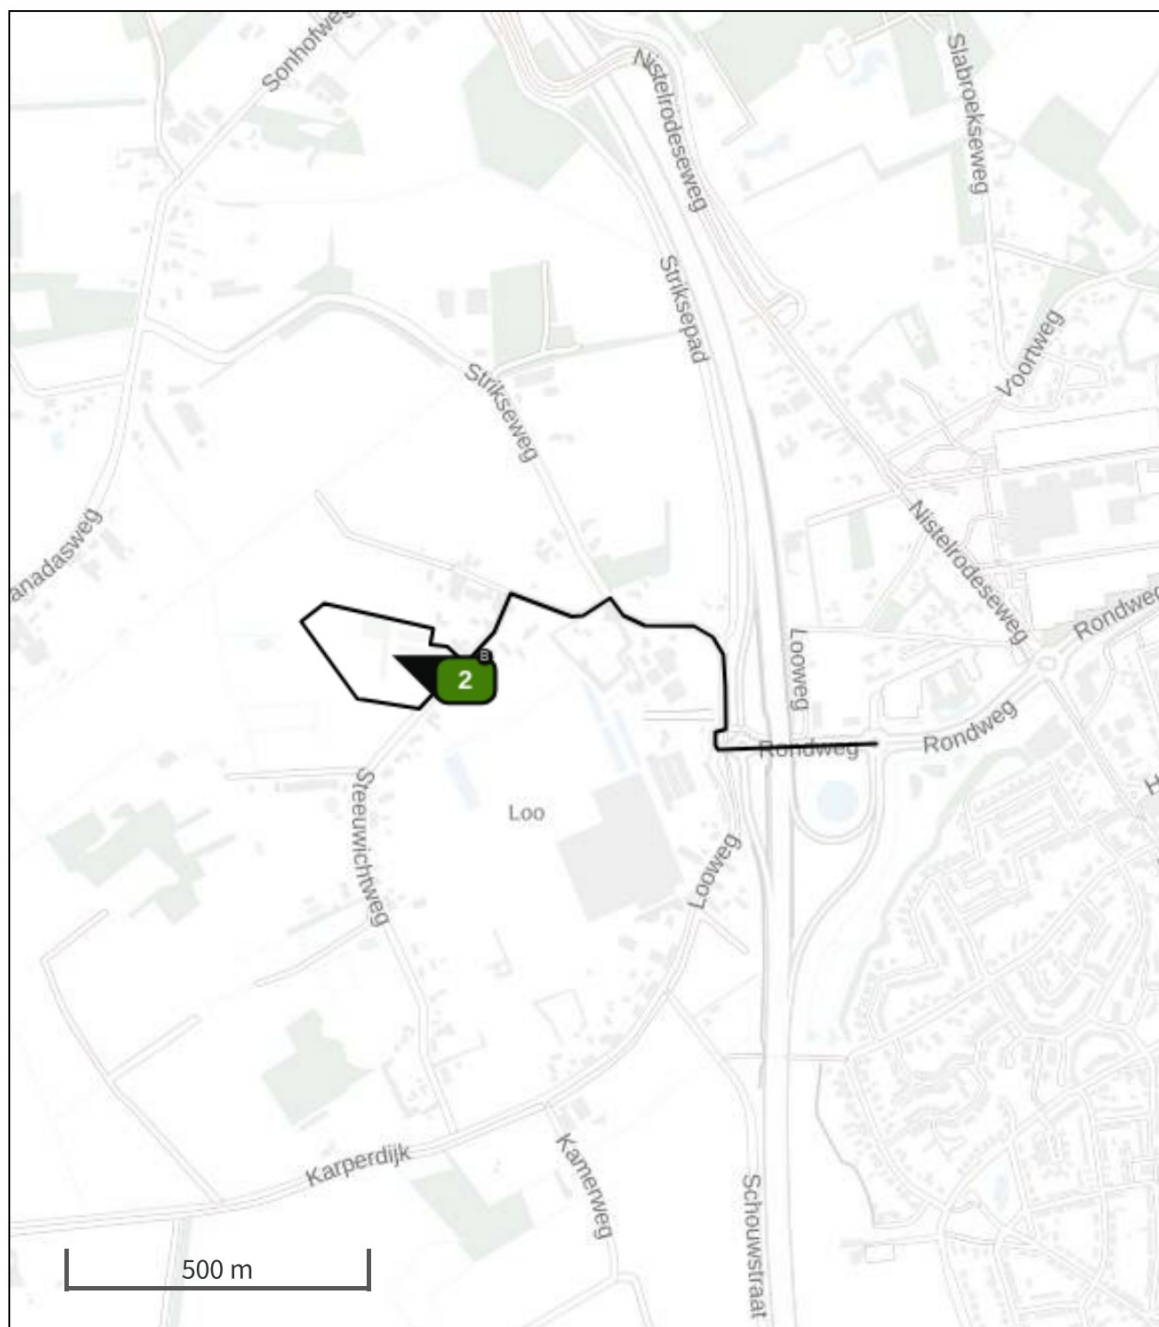 Sonhofweg
Nistelrodeseweg
Slabroekseweg
Striksepad
Voortweg
Strikseweg
anadasweg
Nistelrodeseweg
Rondweg
Looweg
B
2
Rondweg
Rondweg
Steeuwichtweg
Loo
H
Looweg
Karperdijk
Kamerweg
Schouwstraat
500 m